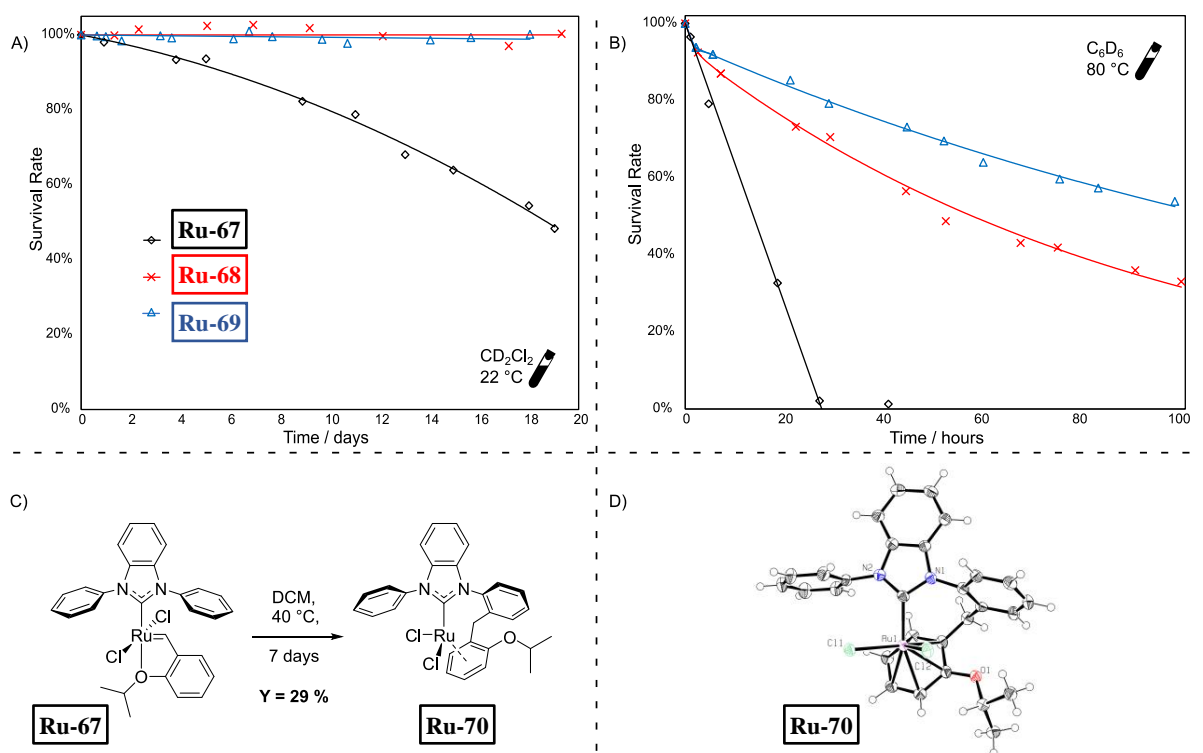 A)
100%
80%
60%
40%
20%
0%
Survival Rate
0 2 4 6 8 10 12 14 16 18 20
Time / days
Ru-67
Ru-68
Ru-69
CD₂Cl₂
22 °C
B)
100%
80%
60%
40%
20%
0%
Survival Rate
0 20 40 60 80 100
Time / hours
C₆D₆
80 °C
C)
N N
Cl
Ru
Cl
O
Ru-67
DCM,
40 °C,
7 days
Y = 29 %
N N
Cl Ru O
Cl
Ru-70
D)
N2 N1
Ru1
Cl1 Cl2
O1
Ru-70